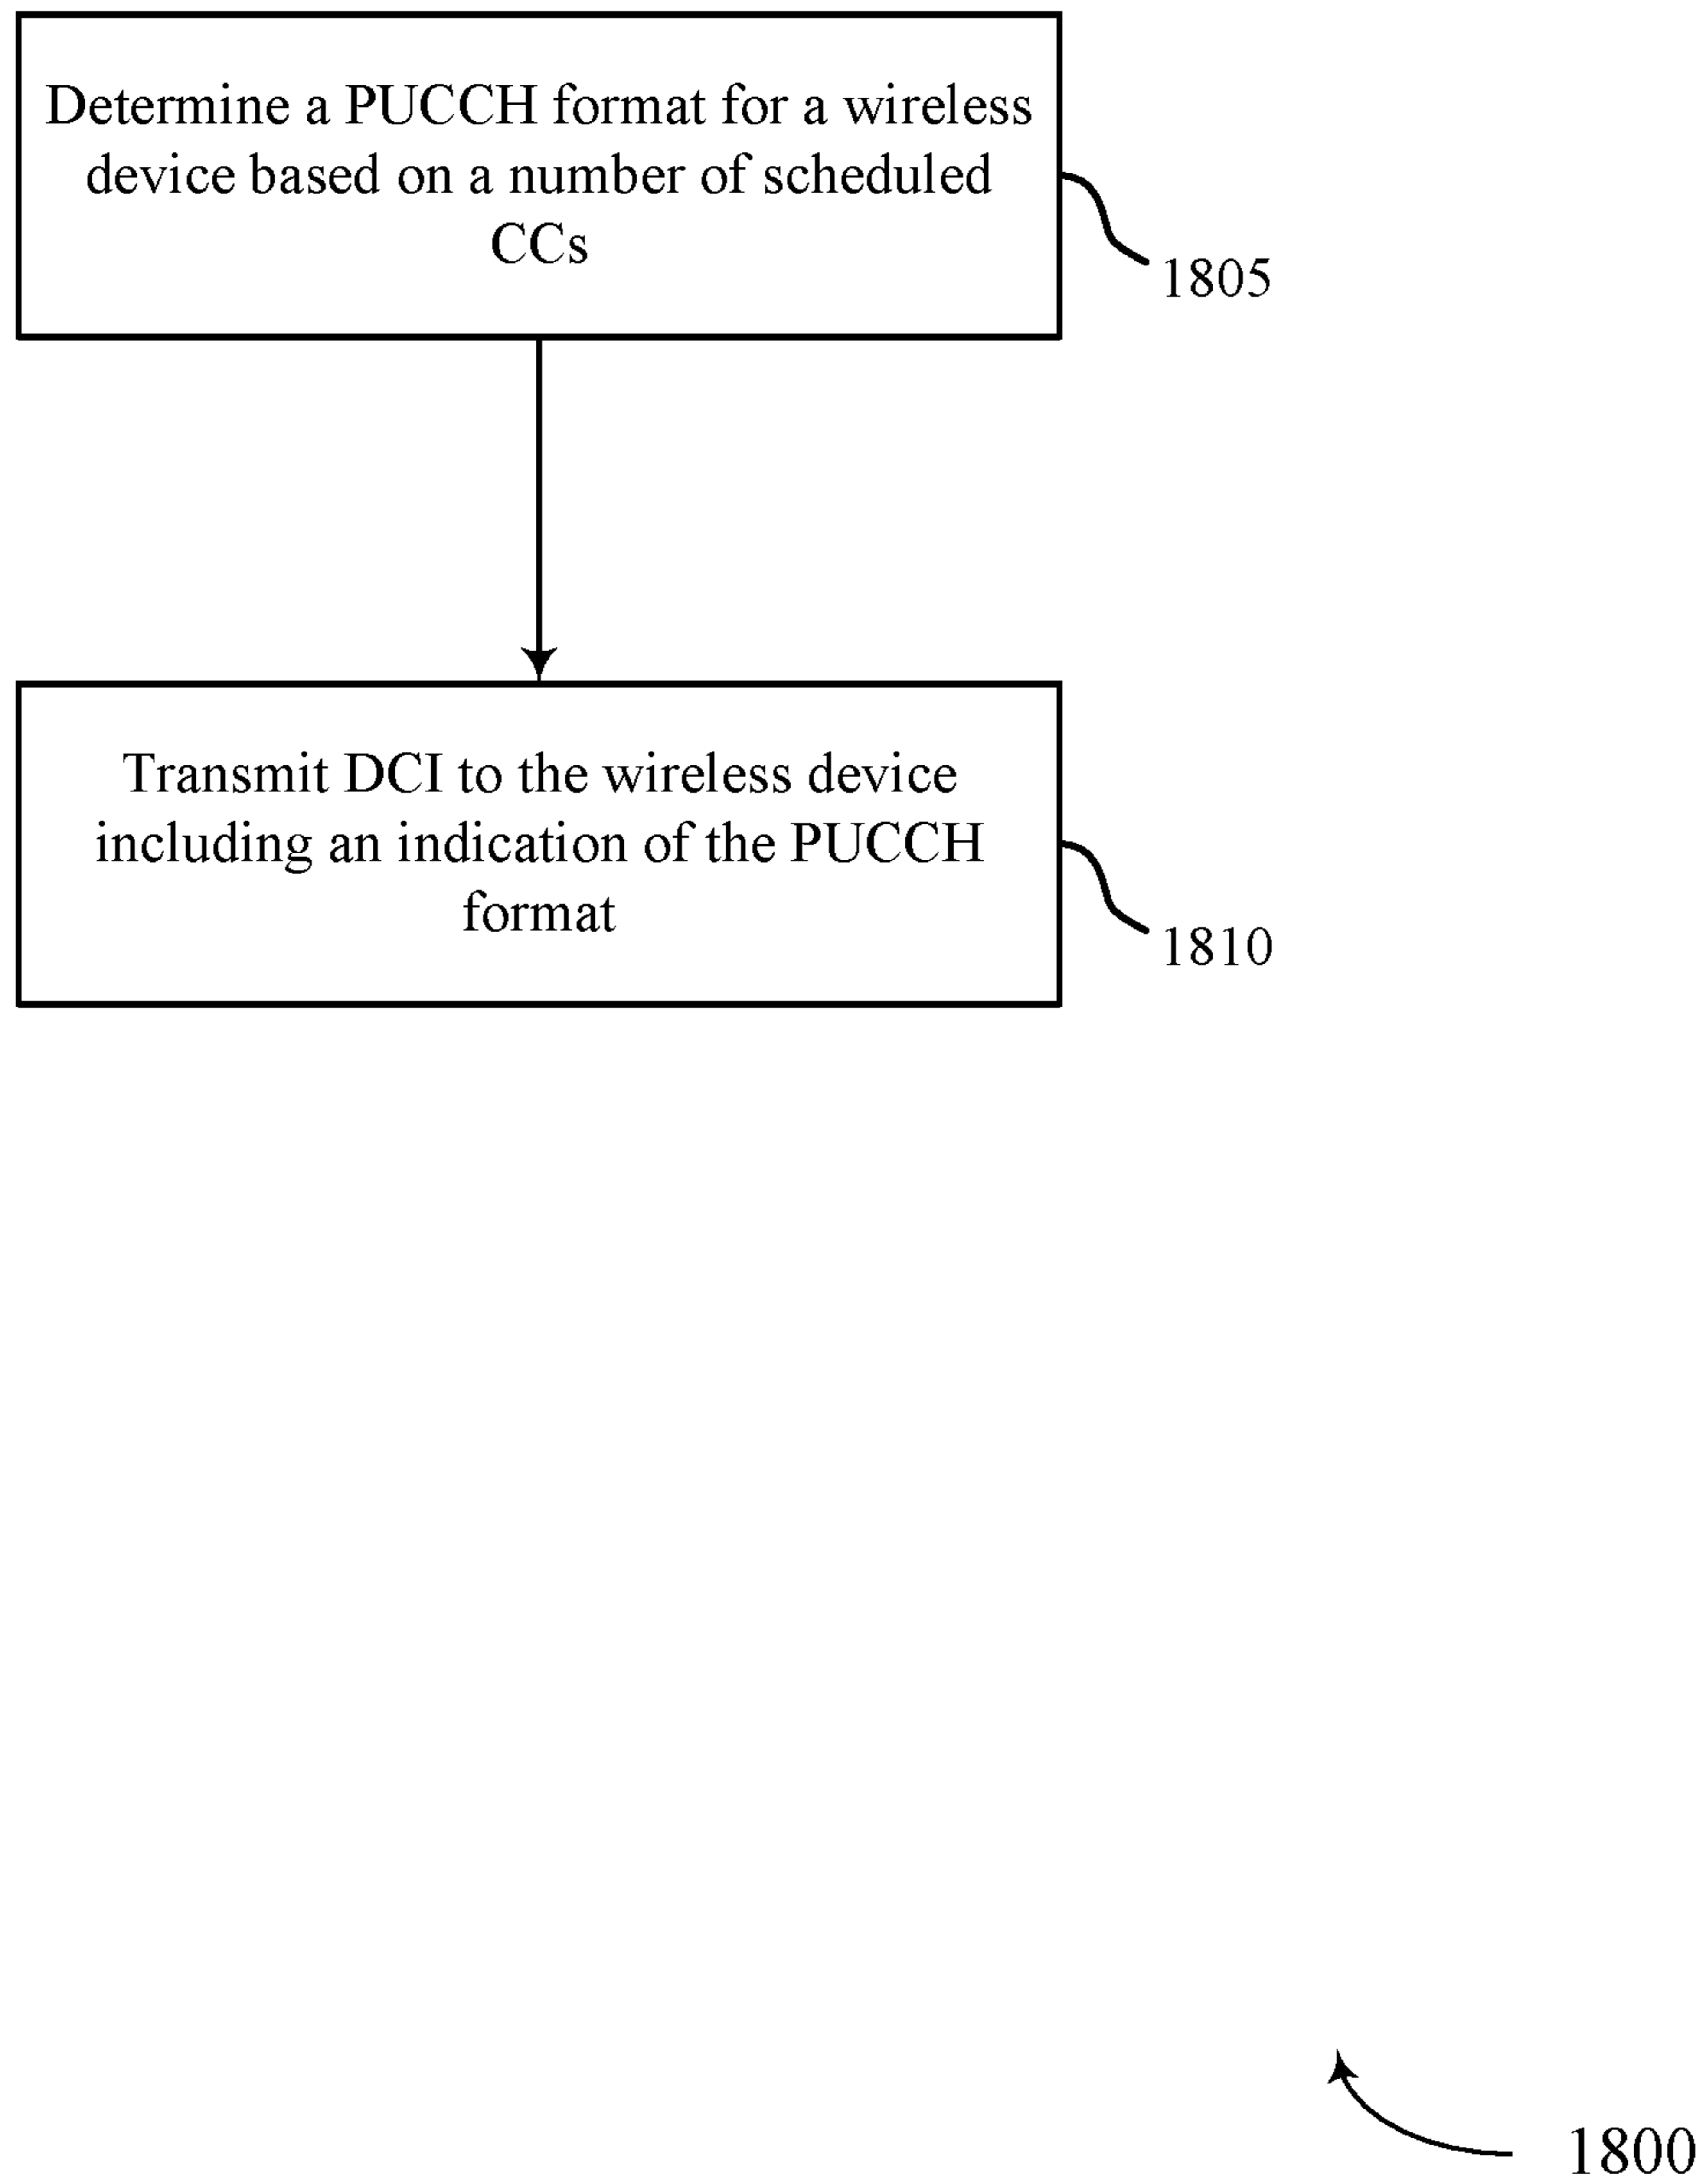 Determine a PUCCH format for a wireless
device based on a number of scheduled
CCs
1805
Transmit DCI to the wireless device
including an indication of the PUCCH
format
1810
1800